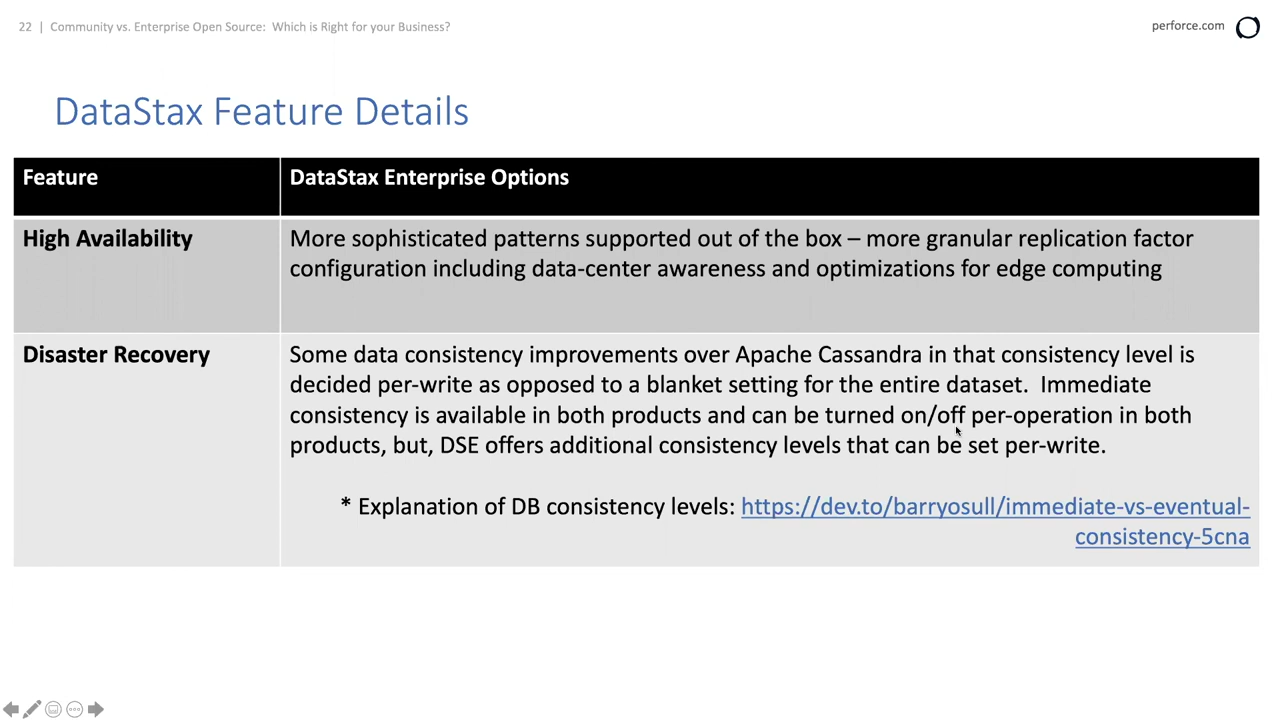 22 | Community vs. Enterprise Open Source: Which is Right for your Business?
perforce.com
DataStax Feature Details
Feature
DataStax Enterprise Options
High Availability
More sophisticated patterns supported out of the box – more granular replication factor
configuration including data-center awareness and optimizations for edge computing
Disaster Recovery
Some data consistency improvements over Apache Cassandra in that consistency level is
decided per-write as opposed to a blanket setting for the entire dataset. Immediate
consistency is available in both products and can be turned on/off per-operation in both
products, but, DSE offers additional consistency levels that can be set per-write.
* Explanation of DB consistency levels: https://dev.to/barryosull/immediate-vs-eventual-
consistency-5cna